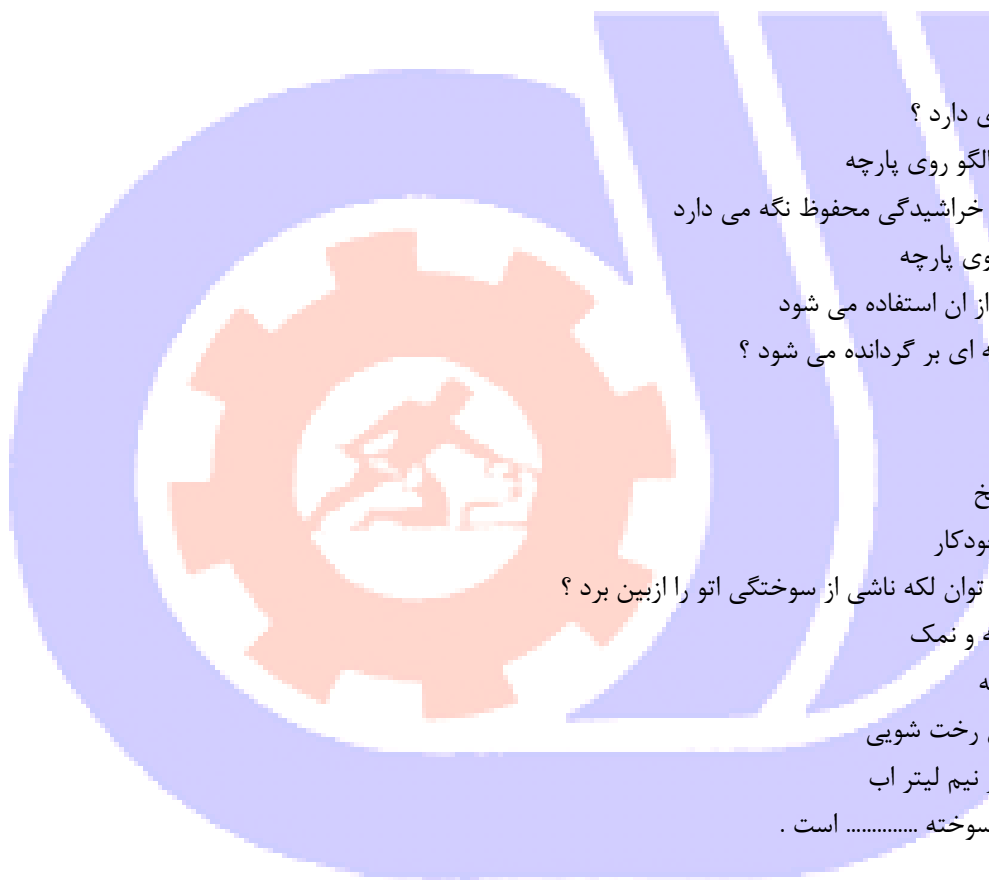 ی دارد ؟
الگو روی پارچه
خراشیدگی محفوظ نگه می دارد
وی پارچه
از ان استفاده می شود
ه ای بر گردانده می شود ؟
خ
خودکار
توان لکه ناشی از سوختگی اتو را ازبین برد ؟
ه و نمک
ه
رخت شویی
نیم لیتر اب
سوخته .............. است .